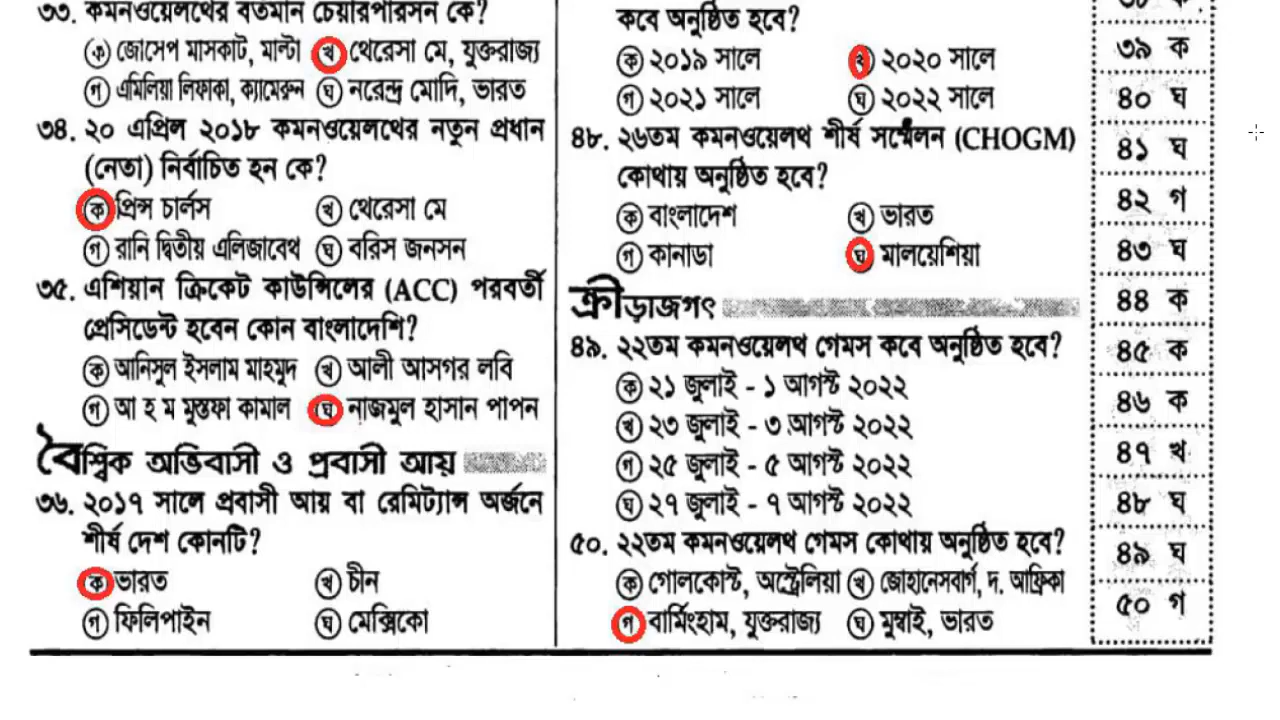 ৩৩. কমনওয়েলথের বর্তমান চেয়ারপারসন কে?
(ক) জোসেপ মাসকাট, মাল্টা (খ) থেরেসা মে, যুক্তরাজ্য
(গ) এমিলিয়া লিফাকা, ক্যামেরুন (ঘ) নরেন্দ্র মোদি, ভারত
৩৪. ২০ এপ্রিল ২০১৮ কমনওয়েলথের নতুন প্রধান
(নেতা) নির্বাচিত হন কে?
(ক) প্রিন্স চার্লস (খ) থেরেসা মে
(গ) রানি দ্বিতীয় এলিজাবেথ (ঘ) বরিস জনসন
৩৫. এশিয়ান ক্রিকেট কাউন্সিলের (ACC) পরবর্তী
প্রেসিডেন্ট হবেন কোন বাংলাদেশি?
(ক) আনিসুল ইসলাম মাহমুদ (খ) আলী আসগর লবি
(গ) আ হ ম মুস্তফা কামাল (ঘ) নাজমুল হাসান পাপন
বৈশ্বিক অভিবাসী ও প্রবাসী আয়
৩৬. ২০১৭ সালে প্রবাসী আয় বা রেমিট্যান্স অর্জনে
শীর্ষ দেশ কোনটি?
(ক) ভারত (খ) চীন
(গ) ফিলিপাইন (ঘ) মেক্সিকো
কবে অনুষ্ঠিত হবে?
(ক) ২০১৯ সালে (খ) ২০২০ সালে
(গ) ২০২১ সালে (ঘ) ২০২২ সালে
৪৮. ২৬তম কমনওয়েলথ শীর্ষ সম্মেলন (CHOGM)
কোথায় অনুষ্ঠিত হবে?
(ক) বাংলাদেশ (খ) ভারত
(গ) কানাডা (ঘ) মালয়েশিয়া
ক্রীড়াজগৎ
৪৯. ২২তম কমনওয়েলথ গেমস কবে অনুষ্ঠিত হবে?
(ক) ২১ জুলাই - ১ আগস্ট ২০২২
(খ) ২৩ জুলাই - ৩ আগস্ট ২০২২
(গ) ২৫ জুলাই - ৫ আগস্ট ২০২২
(ঘ) ২৭ জুলাই - ৭ আগস্ট ২০২২
৫০. ২২তম কমনওয়েলথ গেমস কোথায় অনুষ্ঠিত হবে?
(ক) গোলকোস্ট, অস্ট্রেলিয়া (খ) জোহানেসবার্গ, দ. আফ্রিকা
(গ) বার্মিংহাম, যুক্তরাজ্য (ঘ) মুম্বাই, ভারত
৩৮ ক
৩৯ ক
৪০ ঘ
৪১ ঘ
৪২ গ
৪৩ ঘ
৪৪ ক
৪৫ ক
৪৬ ক
৪৭ খ
৪৮ ঘ
৪৯ ঘ
৫০ গ